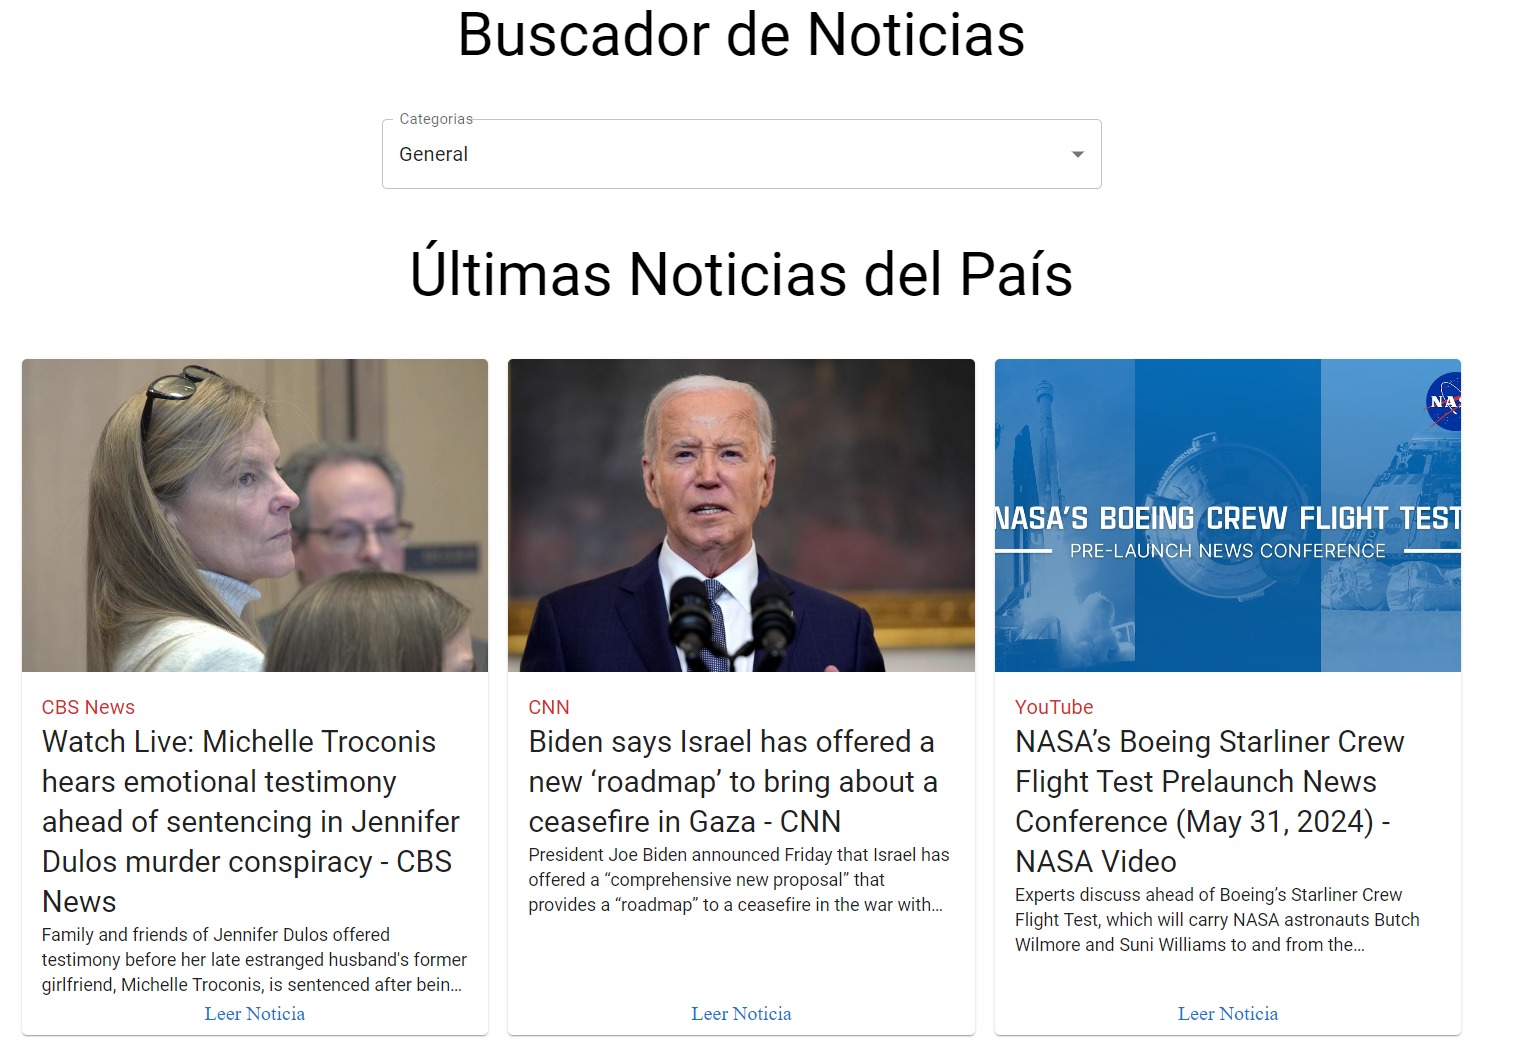 Buscador de Noticias
Categorias
General
Últimas Noticias del País
NASA'S BOEING CREW FLIGHT TEST
PRE-LAUNCH NEWS CONFERENCE
CBS News
Watch Live: Michelle Troconis
hears emotional testimony
ahead of sentencing in Jennifer
Dulos murder conspiracy - CBS
News
Family and friends of Jennifer Dulos offered
testimony before her late estranged husband's former
girlfriend, Michelle Troconis, is sentenced after bein…
Leer Noticia
CNN
Biden says Israel has offered a
new ‘roadmap’ to bring about a
ceasefire in Gaza - CNN
President Joe Biden announced Friday that Israel has
offered a “comprehensive new proposal” that
provides a “roadmap” to a ceasefire in the war with…
Leer Noticia
YouTube
NASA’s Boeing Starliner Crew
Flight Test Prelaunch News
Conference (May 31, 2024) -
NASA Video
Experts discuss ahead of Boeing’s Starliner Crew
Flight Test, which will carry NASA astronauts Butch
Wilmore and Suni Williams to and from the…
Leer Noticia